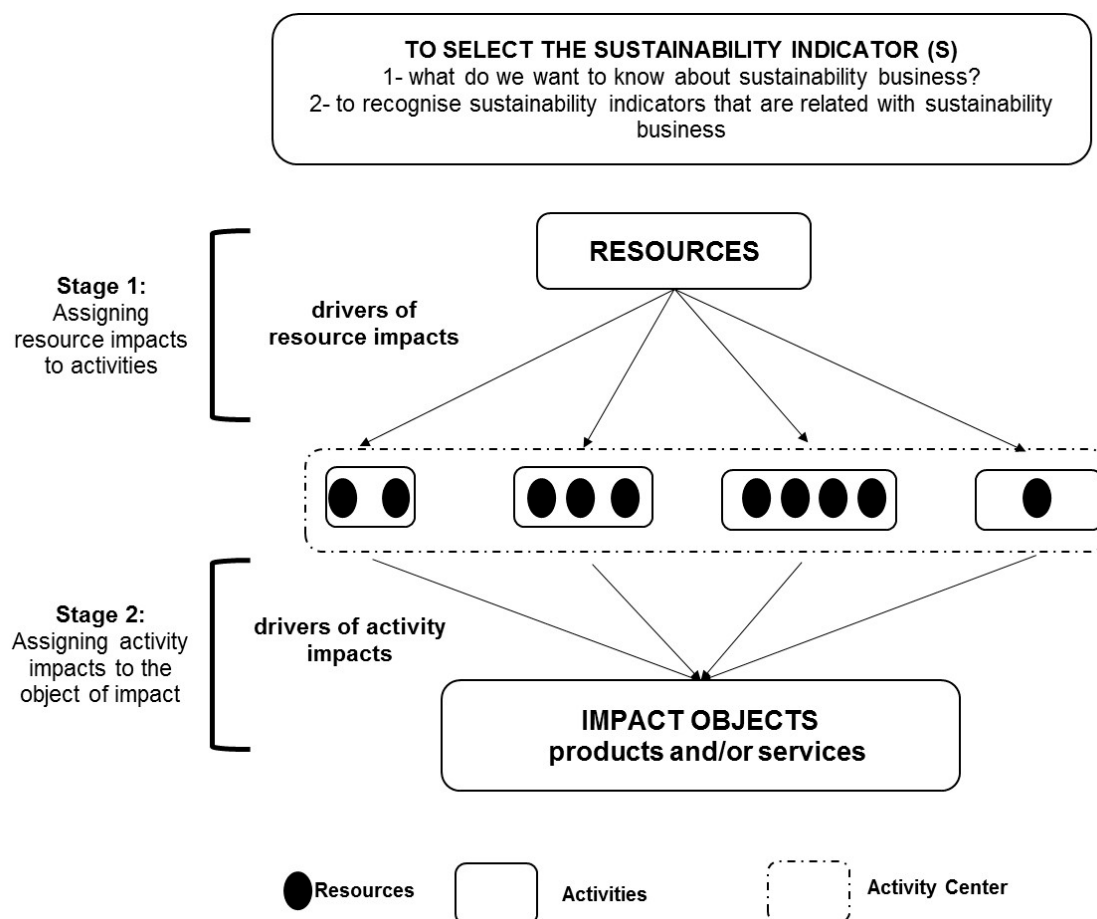 TO SELECT THE SUSTAINABILITY INDICATOR (S)
1- what do we want to know about sustainability business?
2- to recognise sustainability indicators that are related with sustainability
business
RESOURCES
Stage 1:
Assigning
resource impacts
to activities
drivers of
resource impacts
Stage 2:
Assigning activity
impacts to the
object of impact
drivers of activity
impacts
IMPACT OBJECTS
products and/or services
Resources
Activities
Activity Center